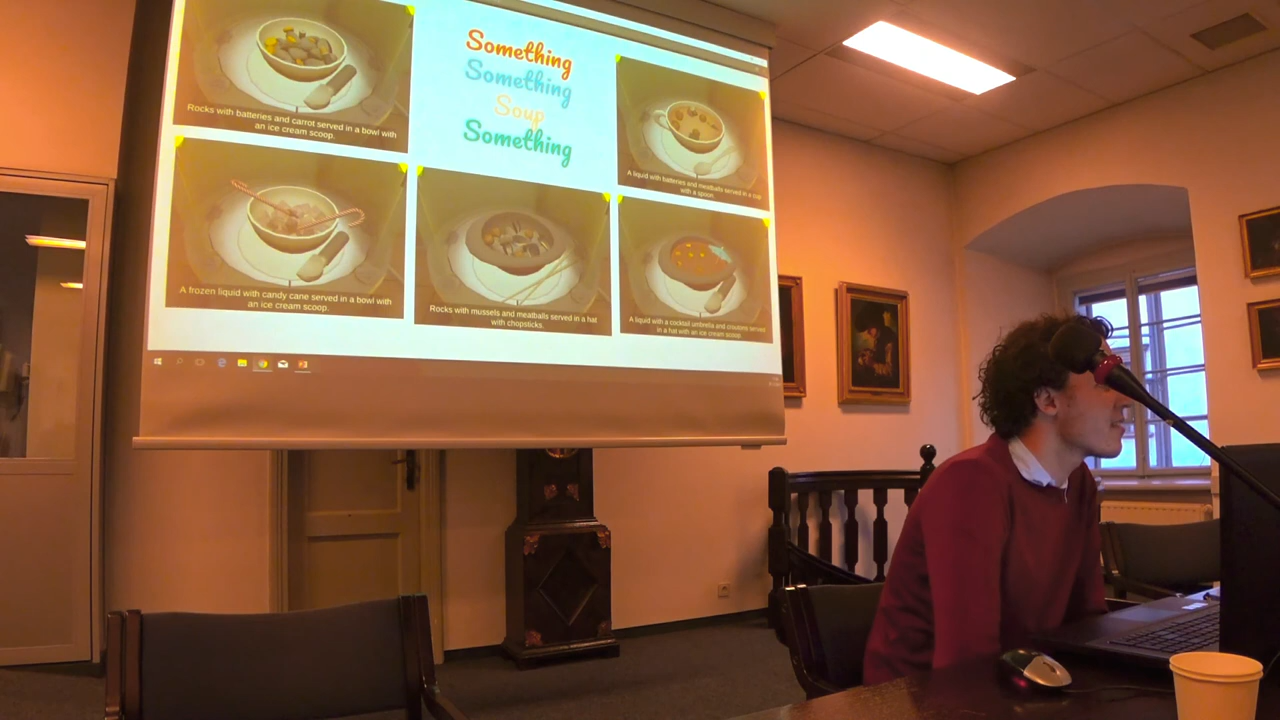 Something
Something
Soup
Something
Rocks with batteries and carrot served in a bowl with
an ice cream scoop.
A liquid with batteries and meatballs served in a cup
with a spoon.
A frozen liquid with candy cane served in a bowl with
an ice cream scoop.
Rocks with mussels and meatballs served in a hat
with chopsticks.
A liquid with a cocktail umbrella and croutons served
in a hat with an ice cream scoop.